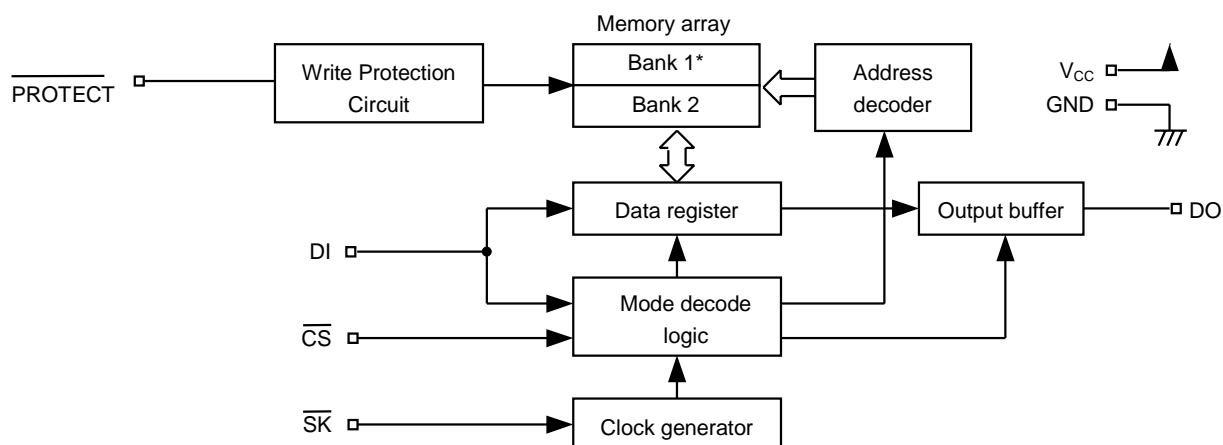 Memory array
PROTECT
Write Protection
Circuit
Bank 1*
Bank 2
Address
decoder
VCC
GND
Data register
Output buffer
DO
DI
Mode decode
logic
CS
SK
Clock generator